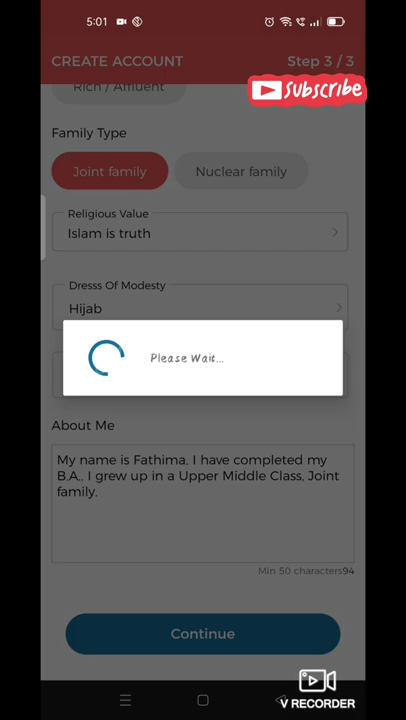 5:01
CREATE ACCOUNT
Step 3 / 3
Subscribe
Rich / Affluent
Family Type
Joint family
Nuclear family
Religious Value
Islam is truth
Dresss Of Modesty
Hijab
Please Wait...
About Me
My name is Fathima, I have completed my
B.A.. I grew up in a Upper Middle Class, Joint
family.
Min 50 characters94
Continue
V RECORDER